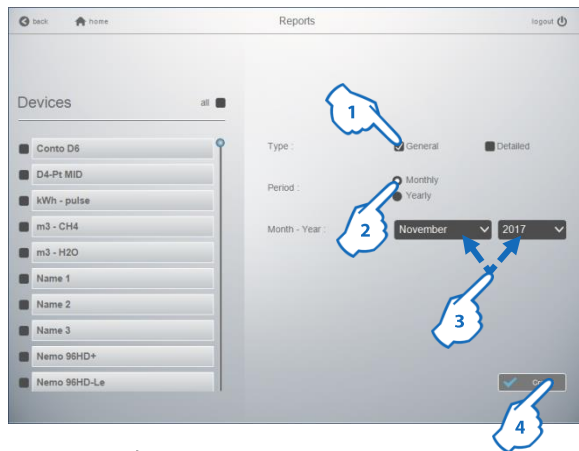 back home Reports logout
Devices all
Conto D6
D4-Pt MID
kWh - pulse
m3 - CH4
m3 - H2O
Name 1
Name 2
Name 3
Nemo 96HD+
Nemo 96HD-Le
1
Type : General Detailed
Period : Monthly
Yearly
2
Month - Year : November 2017
3
4